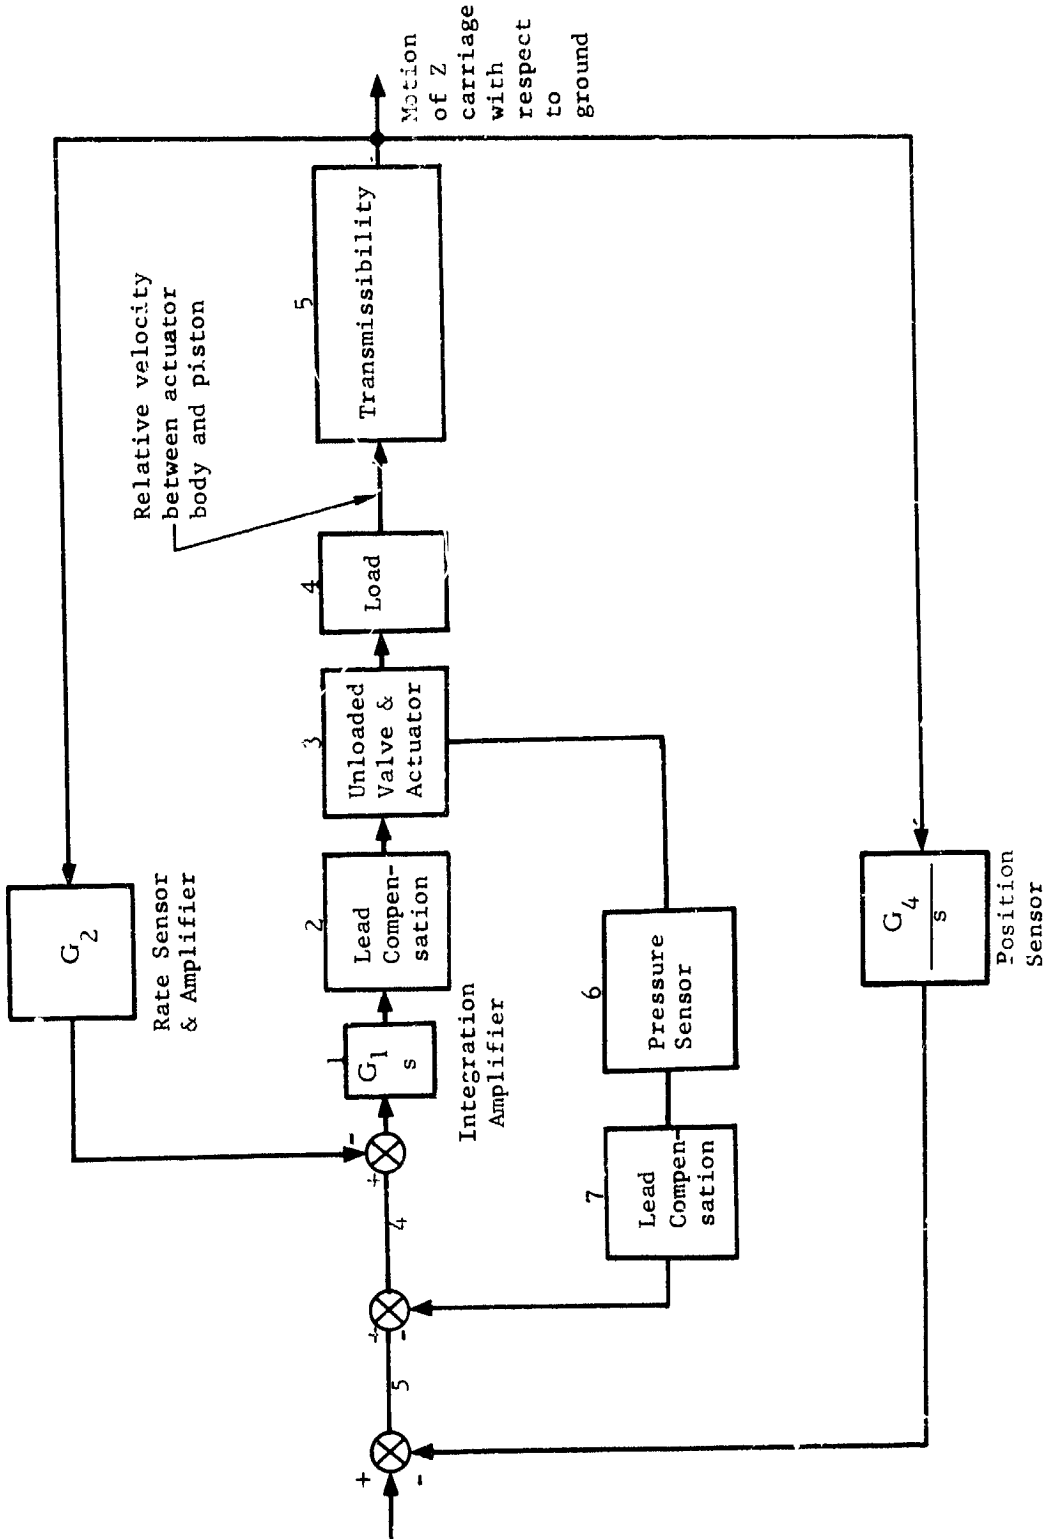 G2
Rate Sensor
& Amplifier
Relative velocity
between actuator
body and piston
+
-
5
+
-
4
+
-
1
G1
s
Integration
Amplifier
2
Lead
Compen-
sation
3
Unloaded
Valve &
Actuator
4
Load
5
Transmissibility
Motion
of Z
carriage
with
respect
to
ground
7
Lead
Compen-
sation
6
Pressure
Sensor
G4
s
Position
Sensor